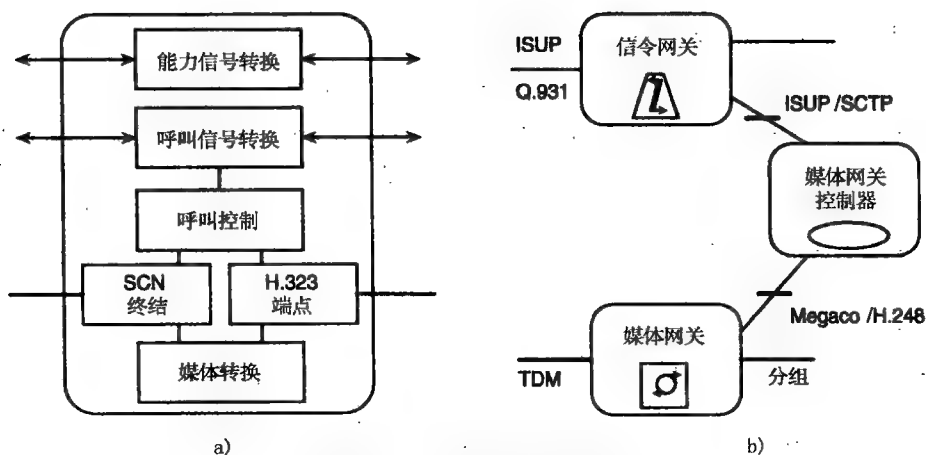 能力信号转换
呼叫信号转换
呼叫控制
SCN
终结
H.323
端点
媒体转换
a)
ISUP
Q.931
信令网关
ISUP /SCTP
媒体网关
控制器
Megaco /H.248
媒体网关
TDM
分组
b)